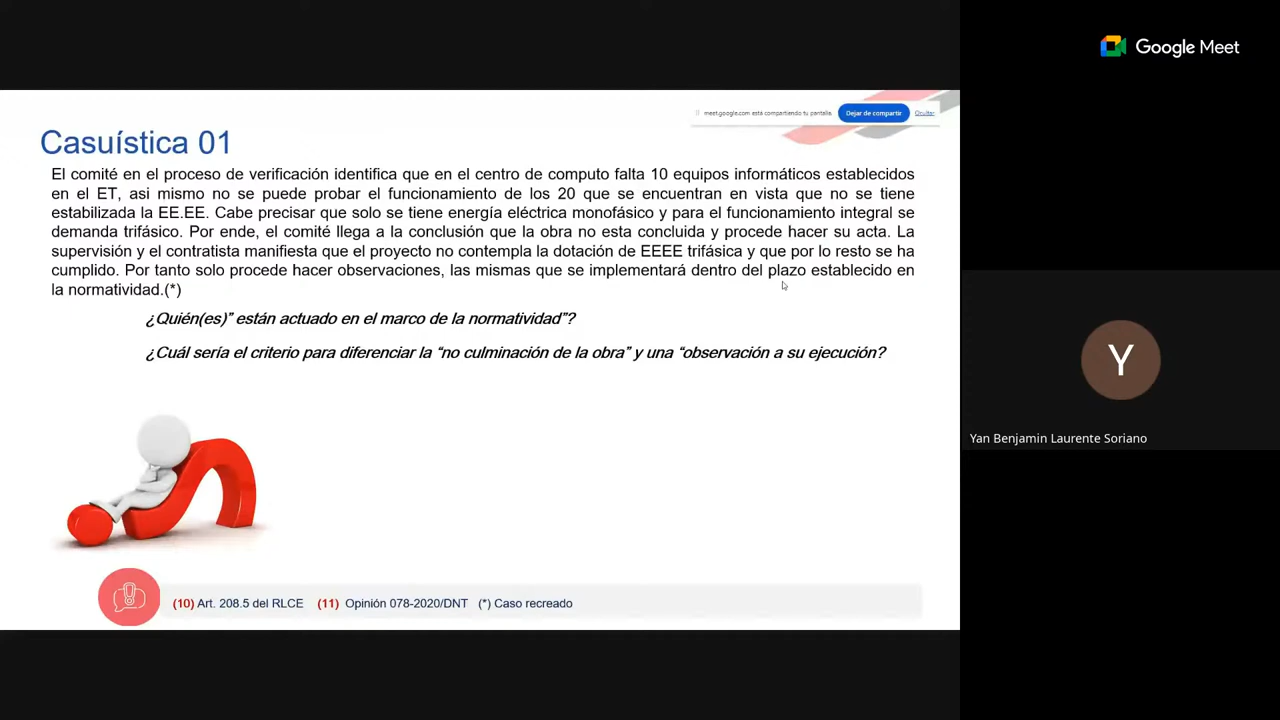 Google Meet
meet.google.com está compartiendo tu pantalla.
Dejar de compartir
Ocultar
Casuística 01
El comité en el proceso de verificación identifica que en el centro de computo falta 10 equipos informáticos establecidos
en el ET, asi mismo no se puede probar el funcionamiento de los 20 que se encuentran en vista que no se tiene
estabilizada la EE.EE. Cabe precisar que solo se tiene energía eléctrica monofásico y para el funcionamiento integral se
demanda trifásico. Por ende, el comité llega a la conclusión que la obra no esta concluida y procede hacer su acta. La
supervisión y el contratista manifiesta que el proyecto no contempla la dotación de EEEE trifásica y que por lo resto se ha
cumplido. Por tanto solo procede hacer observaciones, las mismas que se implementará dentro del plazo establecido en
la normatividad.(*)
¿Quién(es)” están actuado en el marco de la normatividad”?
¿Cuál sería el criterio para diferenciar la “no culminación de la obra” y una “observación a su ejecución?
(10) Art. 208.5 del RLCE (11) Opinión 078-2020/DNT (*) Caso recreado
Y
Yan Benjamin Laurente Soriano